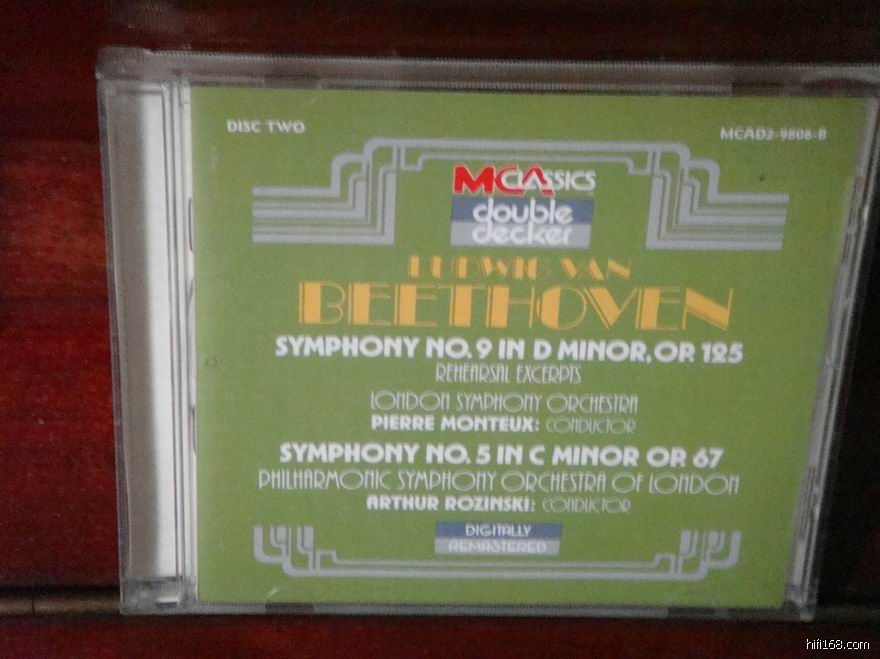 DISC TWO
MCAD2-9806-B
MCA CLASSICS
double
decker
LUDWIG VAN
BEETHOVEN
SYMPHONY NO. 9 IN D MINOR, OP. 125
REHEARSAL EXCERPTS
LONDON SYMPHONY ORCHESTRA
PIERRE MONTEUX: CONDUCTOR
SYMPHONY NO. 5 IN C MINOR OP. 67
PHILHARMONIC SYMPHONY ORCHESTRA OF LONDON
ARTHUR ROZINSKI: CONDUCTOR
DIGITALLY
REMASTERED
hifi168.com